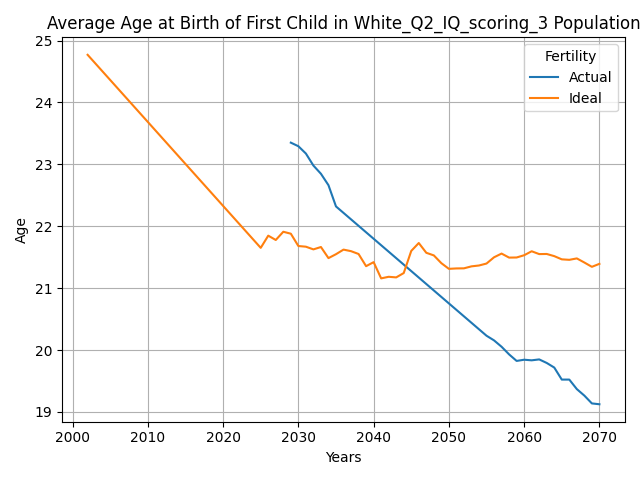 Average Age at Birth of First Child in White_Q2_IQ_scoring_3 Population
Fertility
Actual
Ideal
25
24
23
22
21
20
19
Age
2000 2010 2020 2030 2040 2050 2060 2070
Years